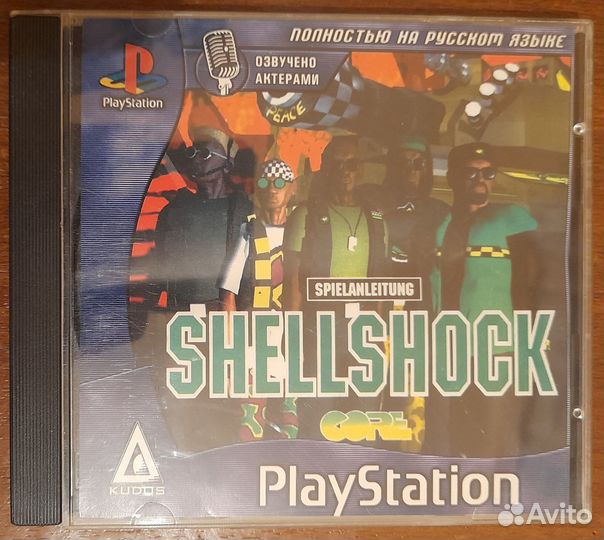 ПОЛНОСТЬЮ НА РУССКОМ ЯЗЫКЕ
ОЗВУЧЕНО
АКТЕРАМИ
PlayStation
PEACE
SPIELANLEITUNG
SHELLSHOCK
CORE
KUDOS
PlayStation
Avito